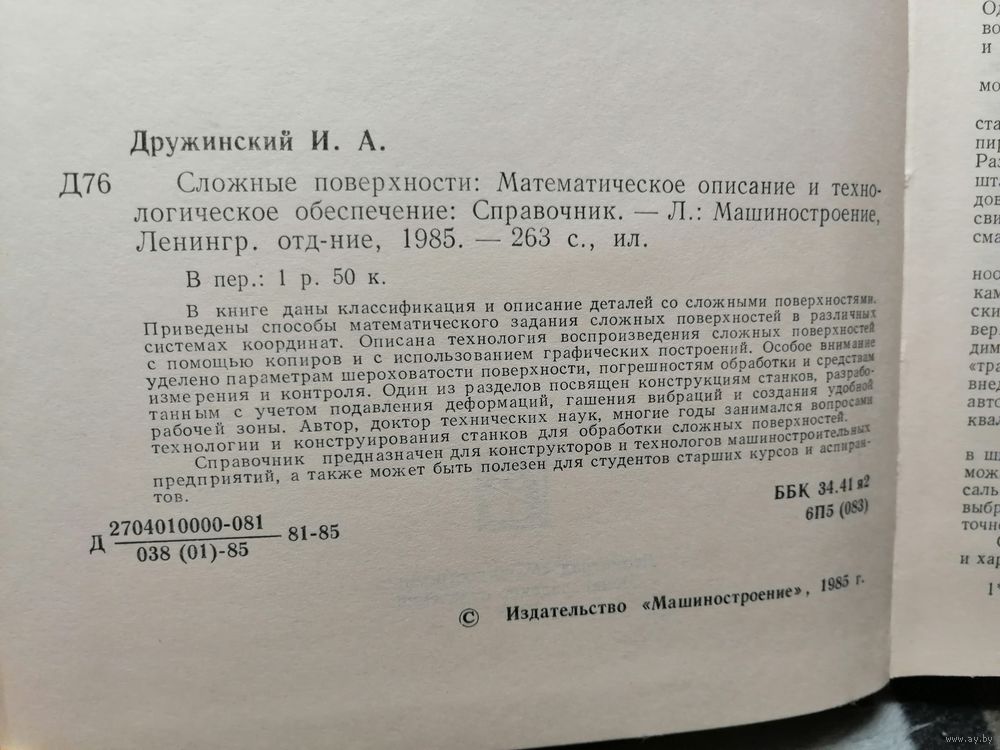 Дружинский И. А.
Д76 Сложные поверхности: Математическое описание и техно-
логическое обеспечение: Справочник. — Л.: Машиностроение,
Ленингр. отд-ние, 1985. — 263 с., ил.
В пер.: 1 р. 50 к.
В книге даны классификация и описание деталей со сложными поверхностями.
Приведены способы математического задания сложных поверхностей в различных
системах координат. Описана технология воспроизведения сложных поверхностей
с помощью копиров и с использованием графических построений. Особое внимание
уделено параметрам шероховатости поверхности, погрешностям обработки и средствам
измерения и контроля. Один из разделов посвящен конструкциям станков, разрабо-
танным с учетом подавления деформаций, гашения вибраций и создания удобной
рабочей зоны. Автор, доктор технических наук, многие годы занимался вопросами
технологии и конструирования станков для обработки сложных поверхностей.
Справочник предназначен для конструкторов и технологов машиностроительных
предприятий, а также может быть полезен для студентов старших курсов и аспиран-
тов.
Д 2704010000-081
038 (01)-85
81-85
ББК 34.41 я2
6П5 (083)
© Издательство «Машиностроение», 1985 г.
www.ay.by